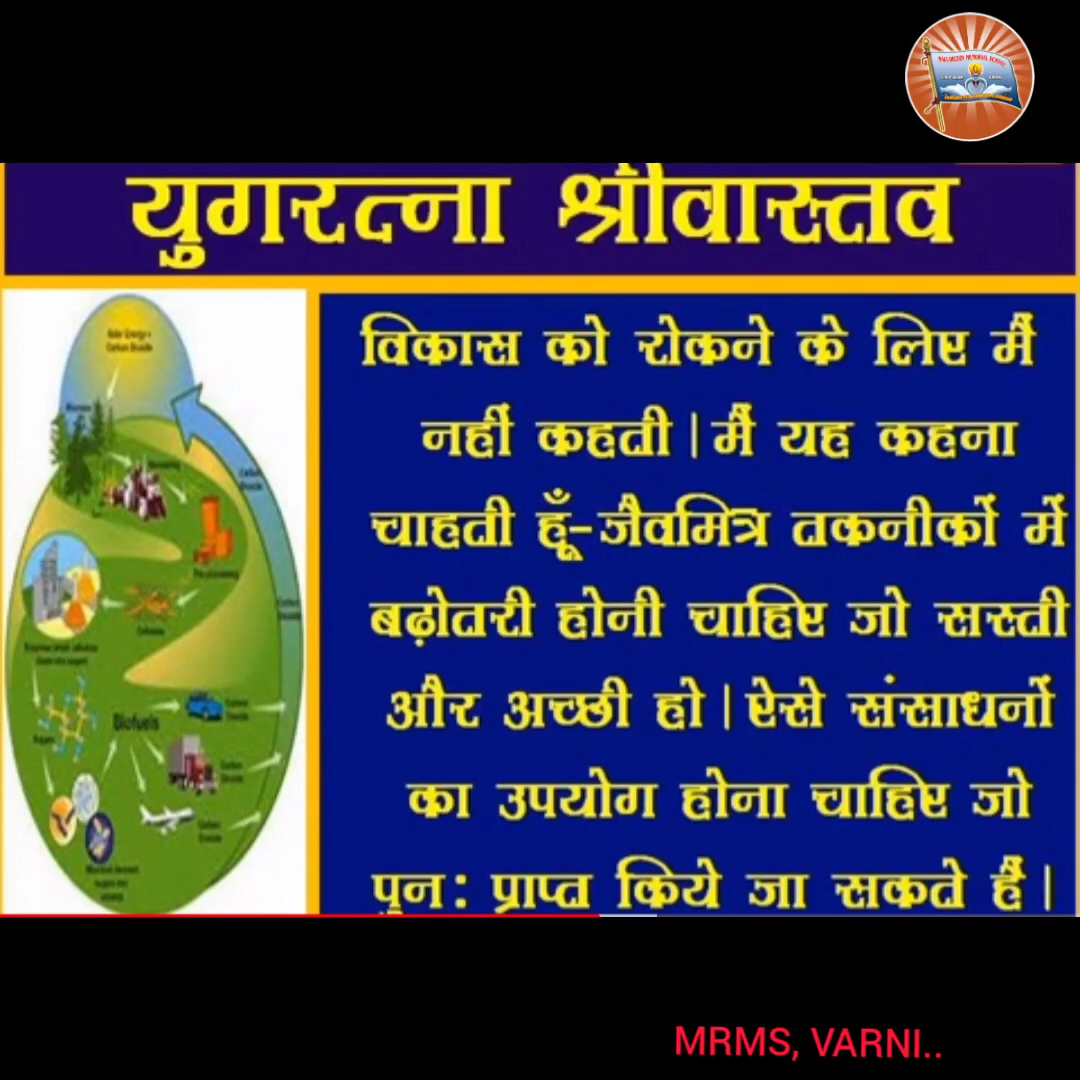 युगरत्ना श्रीवास्तव
विकास को रोकने के लिए मैं
नहीं कहती। मैं यह कहना
चाहती हूँ-जैवमित्र तकनीकों में
बढ़ोतरी होनी चाहिए जो सस्ती
और अच्छी हो। ऐसे संसाधनों
का उपयोग होना चाहिए जो
पुन: प्राप्त किये जा सकते हैं।
Biofuels
MRMS, VARNI..